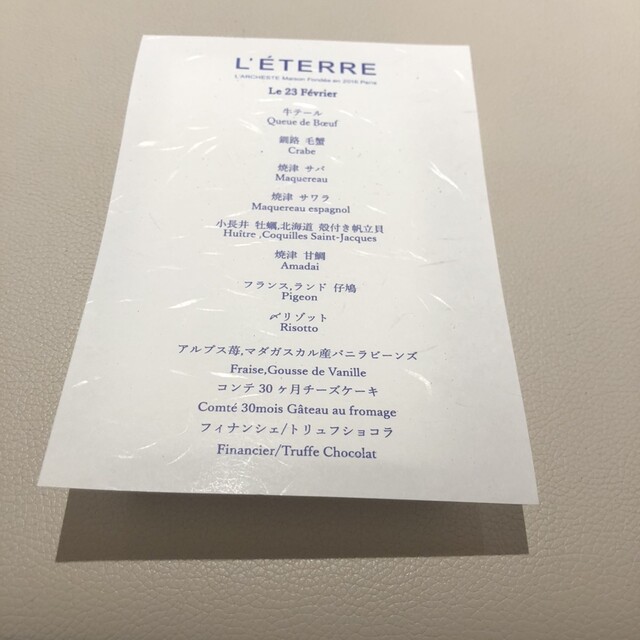 L'ÉTERRE
L'ARCHESTE Maison Fondée en 2016 Paris
Le 23 Février
牛テール
Queue de Bœuf
釧路 毛蟹
Crabe
焼津 サバ
Maquereau
焼津 サワラ
Maquereau espagnol
小長井 牡蠣,北海道 殻付き帆立貝
Huître ,Coquilles Saint-Jacques
焼津 甘鯛
Amadai
フランス,ランド 仔鳩
Pigeon
〆リゾット
Risotto
アルプス苺,マダガスカル産バニラビーンズ
Fraise,Gousse de Vanille
コンテ 30 ヶ月チーズケーキ
Comté 30mois Gâteau au fromage
フィナンシェ/トリュフショコラ
Financier/Truffe Chocolat